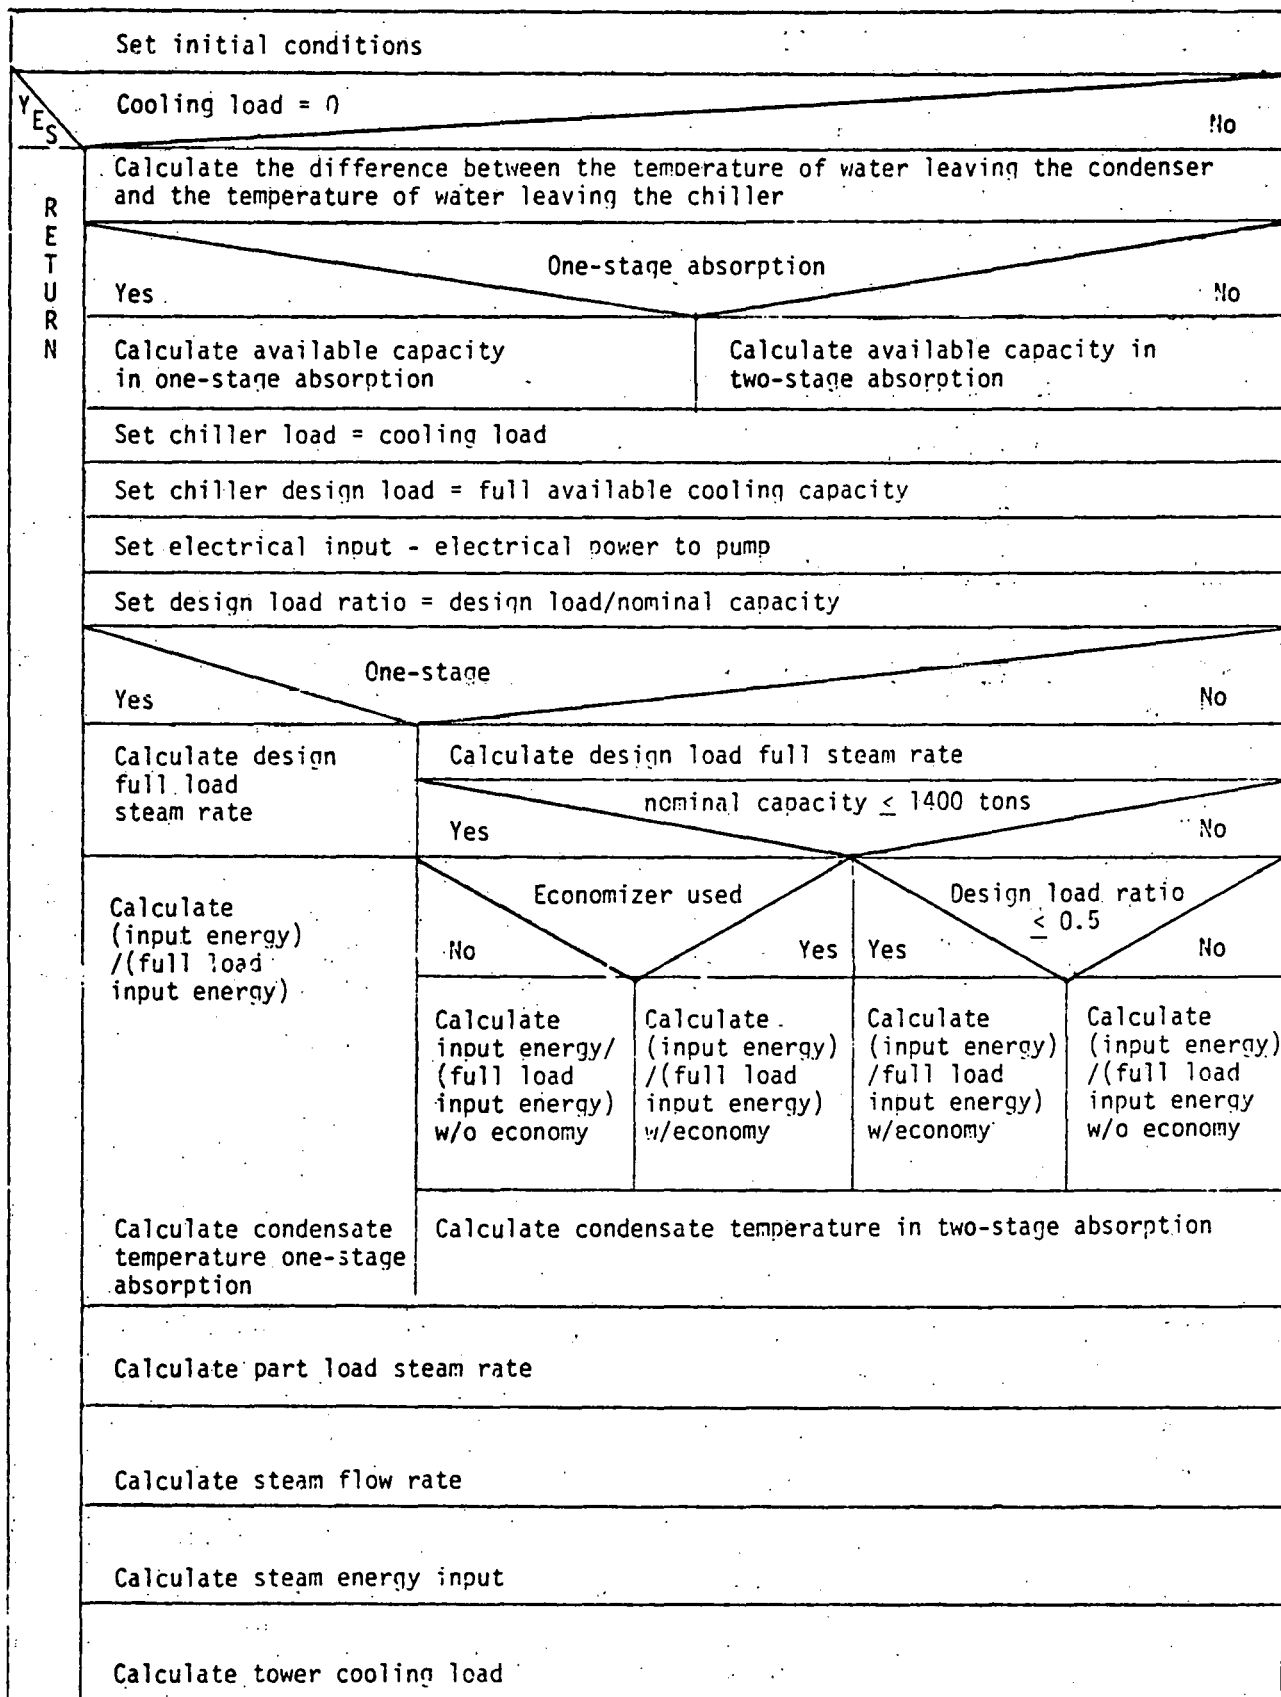 Set initial conditions
YES
Cooling load = 0
No
RETURN
Calculate the difference between the temperature of water leaving the condenser
and the temperature of water leaving the chiller
One-stage absorption
Yes
No
Calculate available capacity
in one-stage absorption
Calculate available capacity in
two-stage absorption
Set chiller load = cooling load
Set chiller design load = full available cooling capacity
Set electrical input - electrical power to pump
Set design load ratio = design load/nominal capacity
One-stage
Yes
No
Calculate design
full load
steam rate
Calculate design load full steam rate
nominal capacity ≤ 1400 tons
Yes
No
Calculate
(input energy)
/(full load
input energy)
Economizer used
No
Yes
Design load ratio
≤ 0.5
Yes
No
Calculate
input energy/
(full load
input energy)
w/o economy
Calculate
(input energy)
/(full load
input energy)
w/economy
Calculate
(input energy)
/full load
input energy)
w/economy
Calculate
(input energy)
/(full load
input energy
w/o economy
Calculate condensate
temperature one-stage
absorption
Calculate condensate temperature in two-stage absorption
Calculate part load steam rate
Calculate steam flow rate
Calculate steam energy input
Calculate tower cooling load